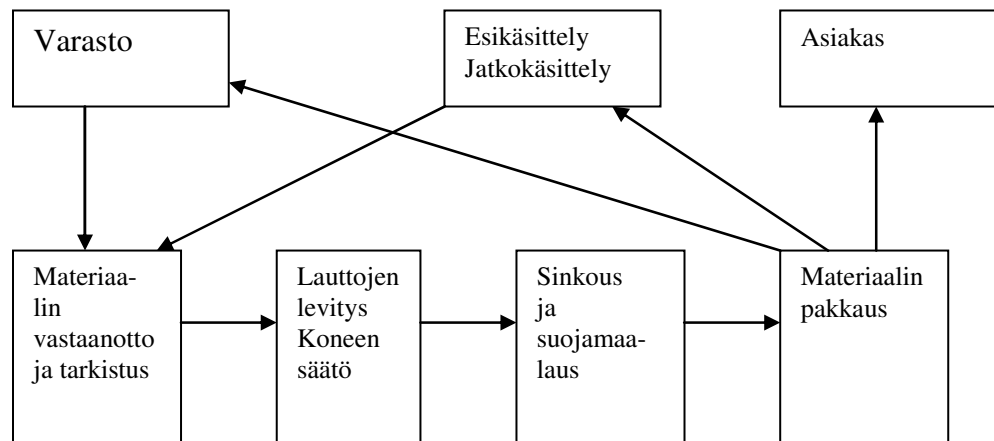 Varasto
Esikäsittely
Jatkokäsittely
Asiakas
Materiaa-
lin
vastaanotto
ja tarkistus
Lauttojen
levitys
Koneen
säätö
Sinkous
ja
suojamaa-
laus
Materiaalin
pakkaus